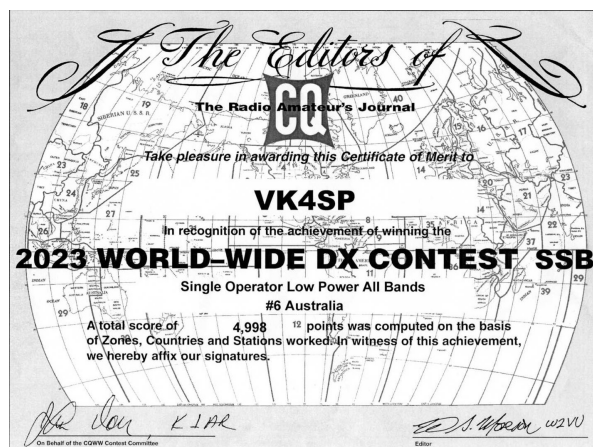 The Editors of
CQ
The Radio Amateur's Journal
Take pleasure in awarding this Certificate of Merit to
VK4SP
In recognition of the achievement of winning the
2023 WORLD–WIDE DX CONTEST SSB
Single Operator Low Power All Bands
#6 Australia
A total score of 4,998 points was computed on the basis
of Zones, Countries and Stations worked. In witness of this achievement,
we hereby affix our signatures.
K1AR
W2VU
On Behalf of the CQWW Contest Committee
Editor